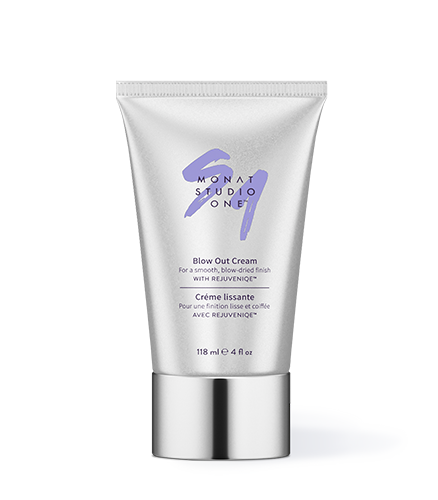 S1
MONAT
STUDIO
ONE™
Blow Out Cream
For a smooth, blow-dried finish
WITH REJUVENIQE™
Créme lissante
Pour une finition lisse et coiffée
AVEC REJUVENIQE™
118 ml ℮ 4 fl oz